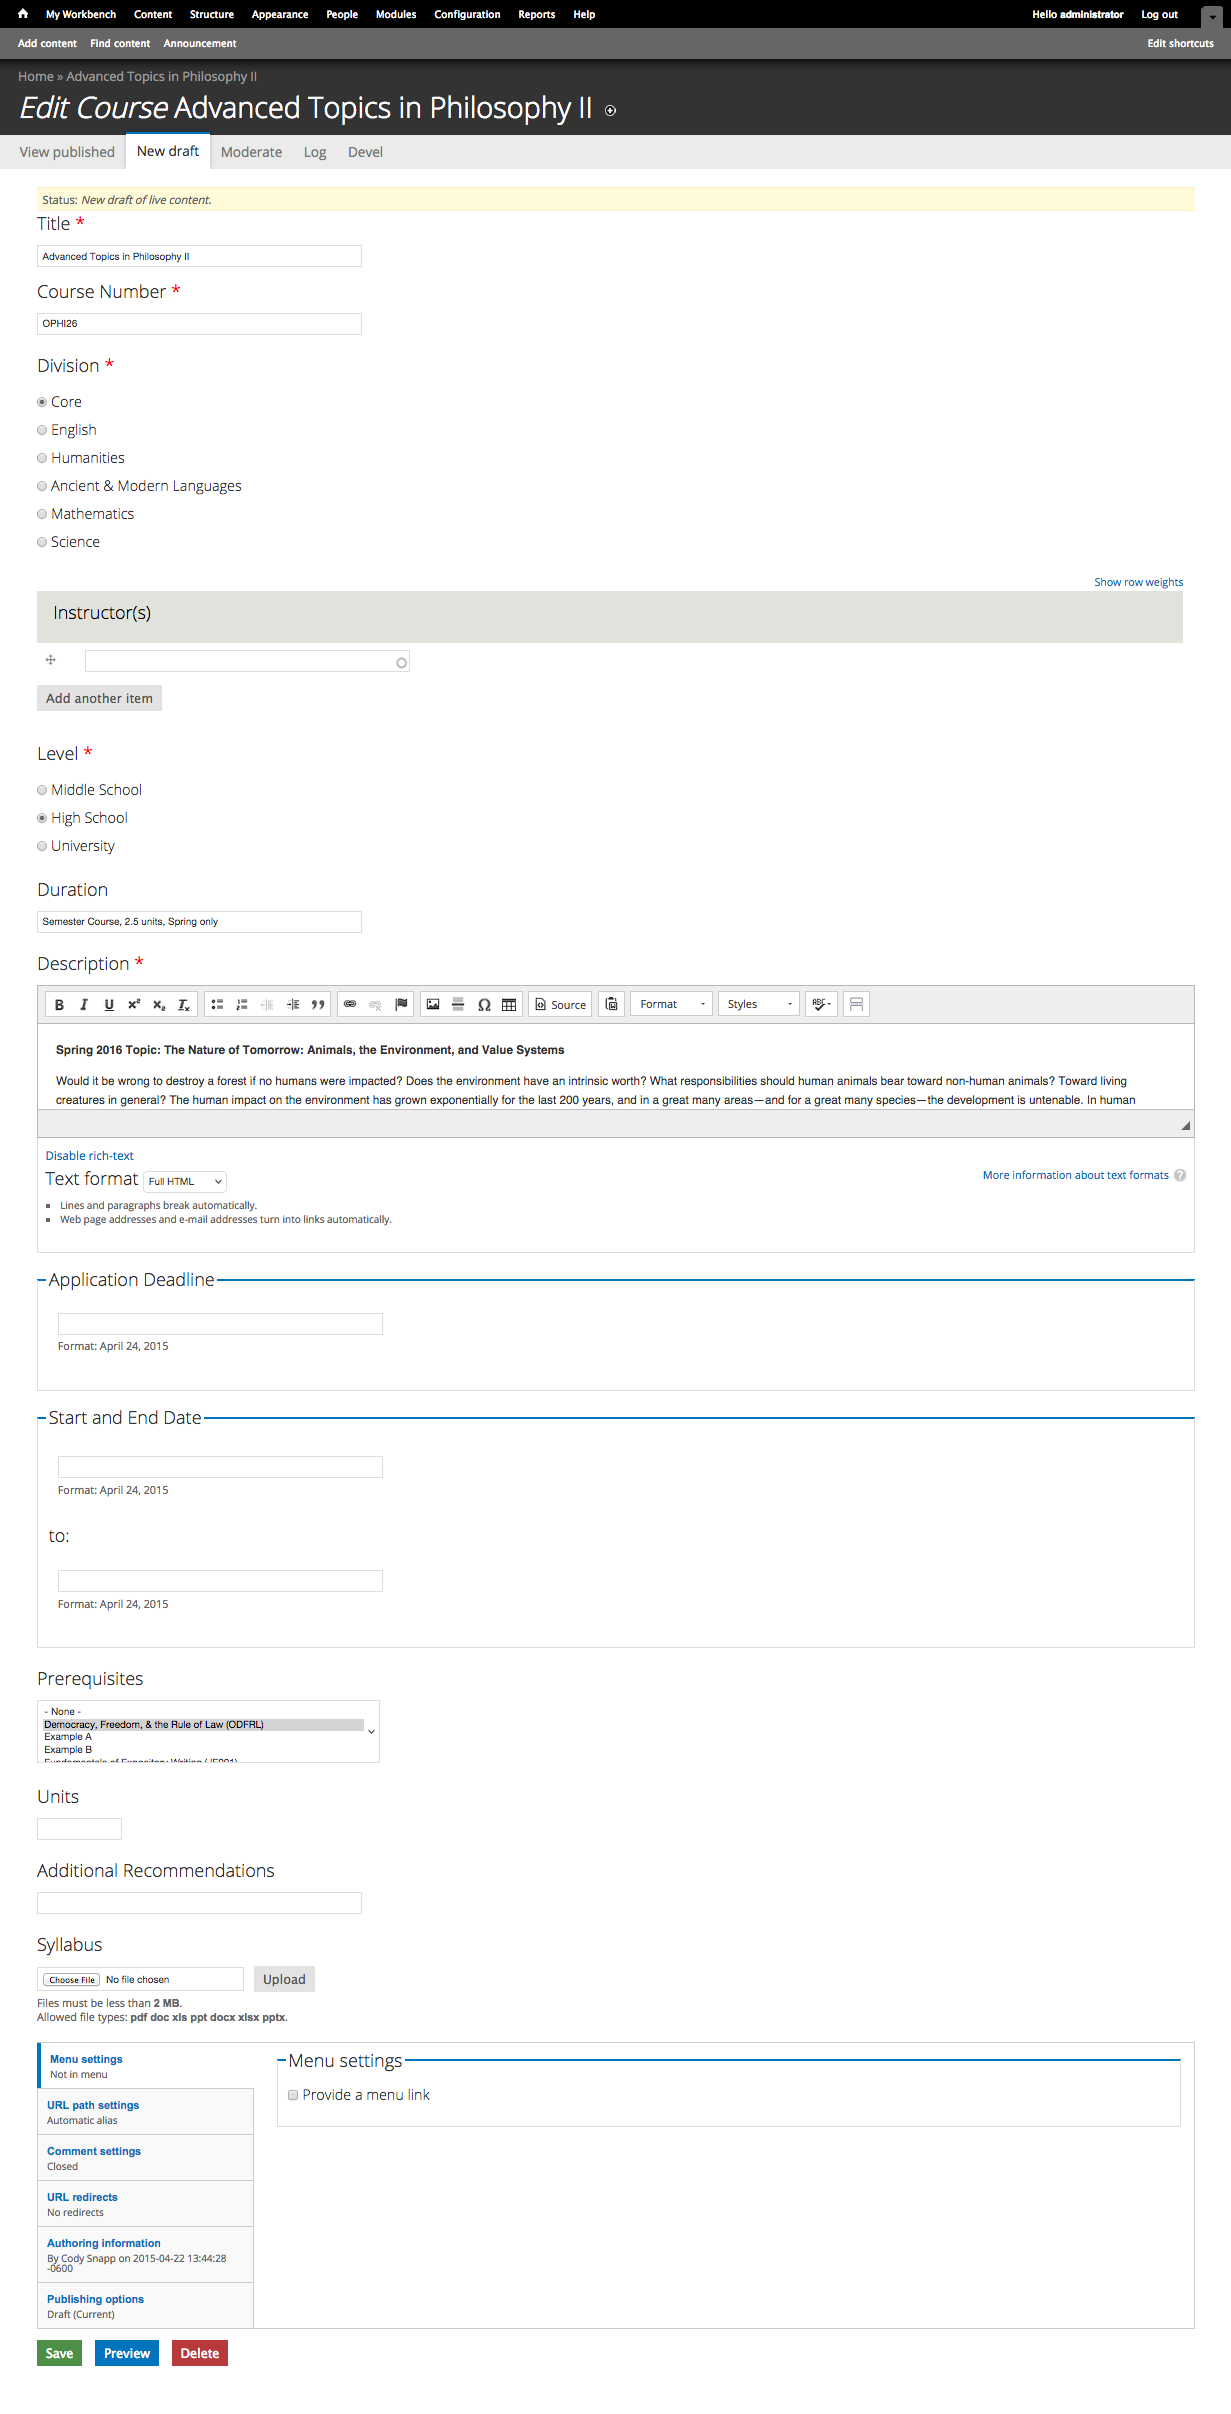 My Workbench Content Structure Appearance People Modules Configuration Reports Help Hello administrator Log out
Add content Find content Announcement Edit shortcuts
Home » Advanced Topics in Philosophy II
Edit Course Advanced Topics in Philosophy II
View published New draft Moderate Log Devel
Status: New draft of live content.
Title *
Advanced Topics in Philosophy II
Course Number *
OPHI26
Division *
Core
English
Humanities
Ancient & Modern Languages
Mathematics
Science
Show row weights
Instructor(s)
Add another item
Level *
Middle School
High School
University
Duration
Semester Course, 2.5 units, Spring only
Description *
B I U x² x₂ Tx Source Format Styles ABC
Spring 2016 Topic: The Nature of Tomorrow: Animals, the Environment, and Value Systems
Would it be wrong to destroy a forest if no humans were impacted? Does the environment have an intrinsic worth? What responsibilities should human animals bear toward non-human animals? Toward living
creatures in general? The human impact on the environment has grown exponentially for the last 200 years, and in a great many areas—and for a great many species—the development is untenable. In human
Disable rich-text
Text format Full HTML More information about text formats ?
Lines and paragraphs break automatically.
Web page addresses and e-mail addresses turn into links automatically.
Application Deadline
Format: April 24, 2015
Start and End Date
Format: April 24, 2015
to:
Format: April 24, 2015
Prerequisites
- None -
Democracy, Freedom, & the Rule of Law (ODFRL)
Example A
Example B
Fundamentals of Expository Writing (JE001)
Units
Additional Recommendations
Syllabus
Choose File No file chosen Upload
Files must be less than 2 MB.
Allowed file types: pdf doc xls ppt docx xlsx pptx.
Menu settings
Not in menu
Menu settings
Provide a menu link
URL path settings
Automatic alias
Comment settings
Closed
URL redirects
No redirects
Authoring information
By Cody Snapp on 2015-04-22 13:44:28
-0600
Publishing options
Draft (Current)
Save Preview Delete